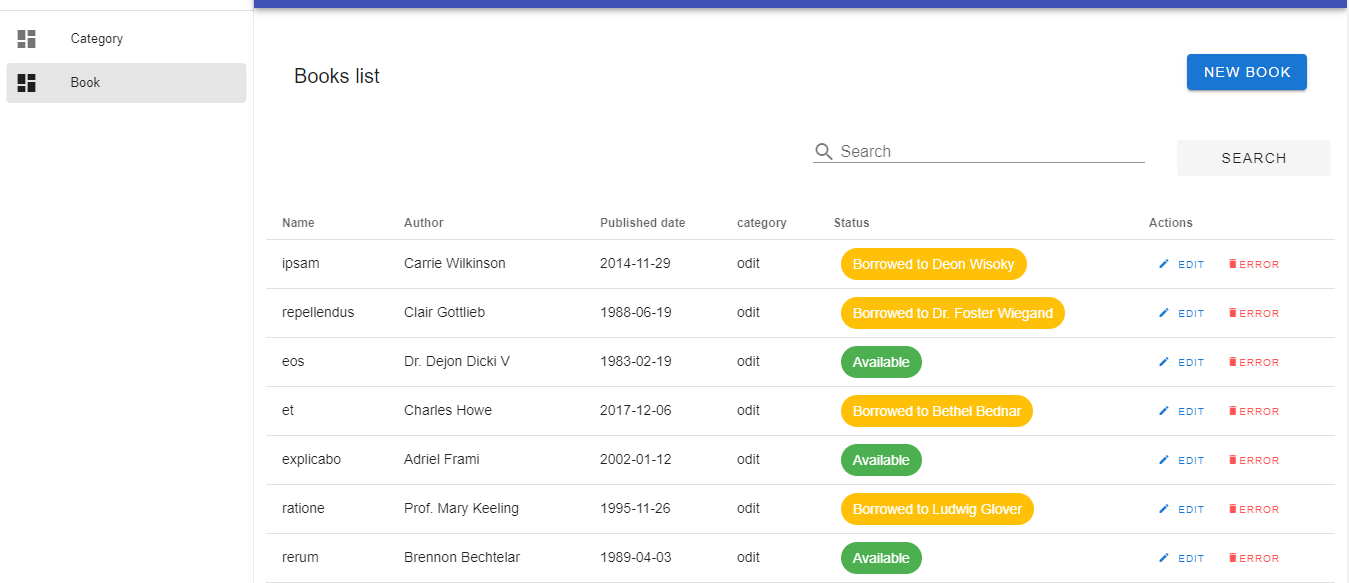 Category
Book
Books list
NEW BOOK
Search
SEARCH
Name Author Published date category Status Actions
ipsam Carrie Wilkinson 2014-11-29 odit Borrowed to Deon Wisoky EDIT ERROR
repellendus Clair Gottlieb 1988-06-19 odit Borrowed to Dr. Foster Wiegand EDIT ERROR
eos Dr. Dejon Dicki V 1983-02-19 odit Available EDIT ERROR
et Charles Howe 2017-12-06 odit Borrowed to Bethel Bednar EDIT ERROR
explicabo Adriel Frami 2002-01-12 odit Available EDIT ERROR
ratione Prof. Mary Keeling 1995-11-26 odit Borrowed to Ludwig Glover EDIT ERROR
rerum Brennon Bechtelar 1989-04-03 odit Available EDIT ERROR